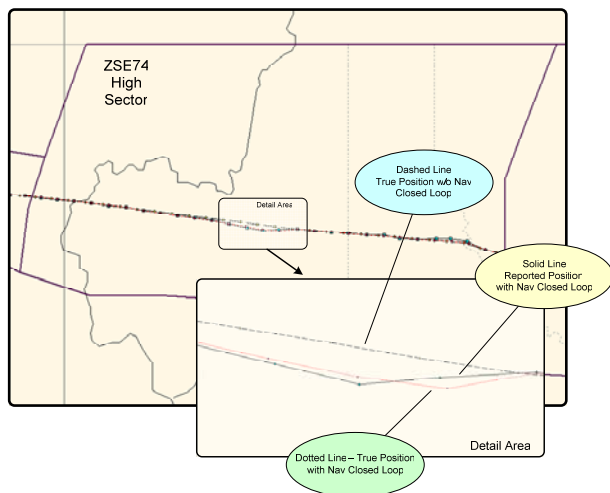 ZSE74
High
Sector
Dashed Line
True Position w/o Nav
Closed Loop
Detail Area
Solid Line
Reported Position
with Nav Closed Loop
Detail Area
Dotted Line – True Position
with Nav Closed Loop